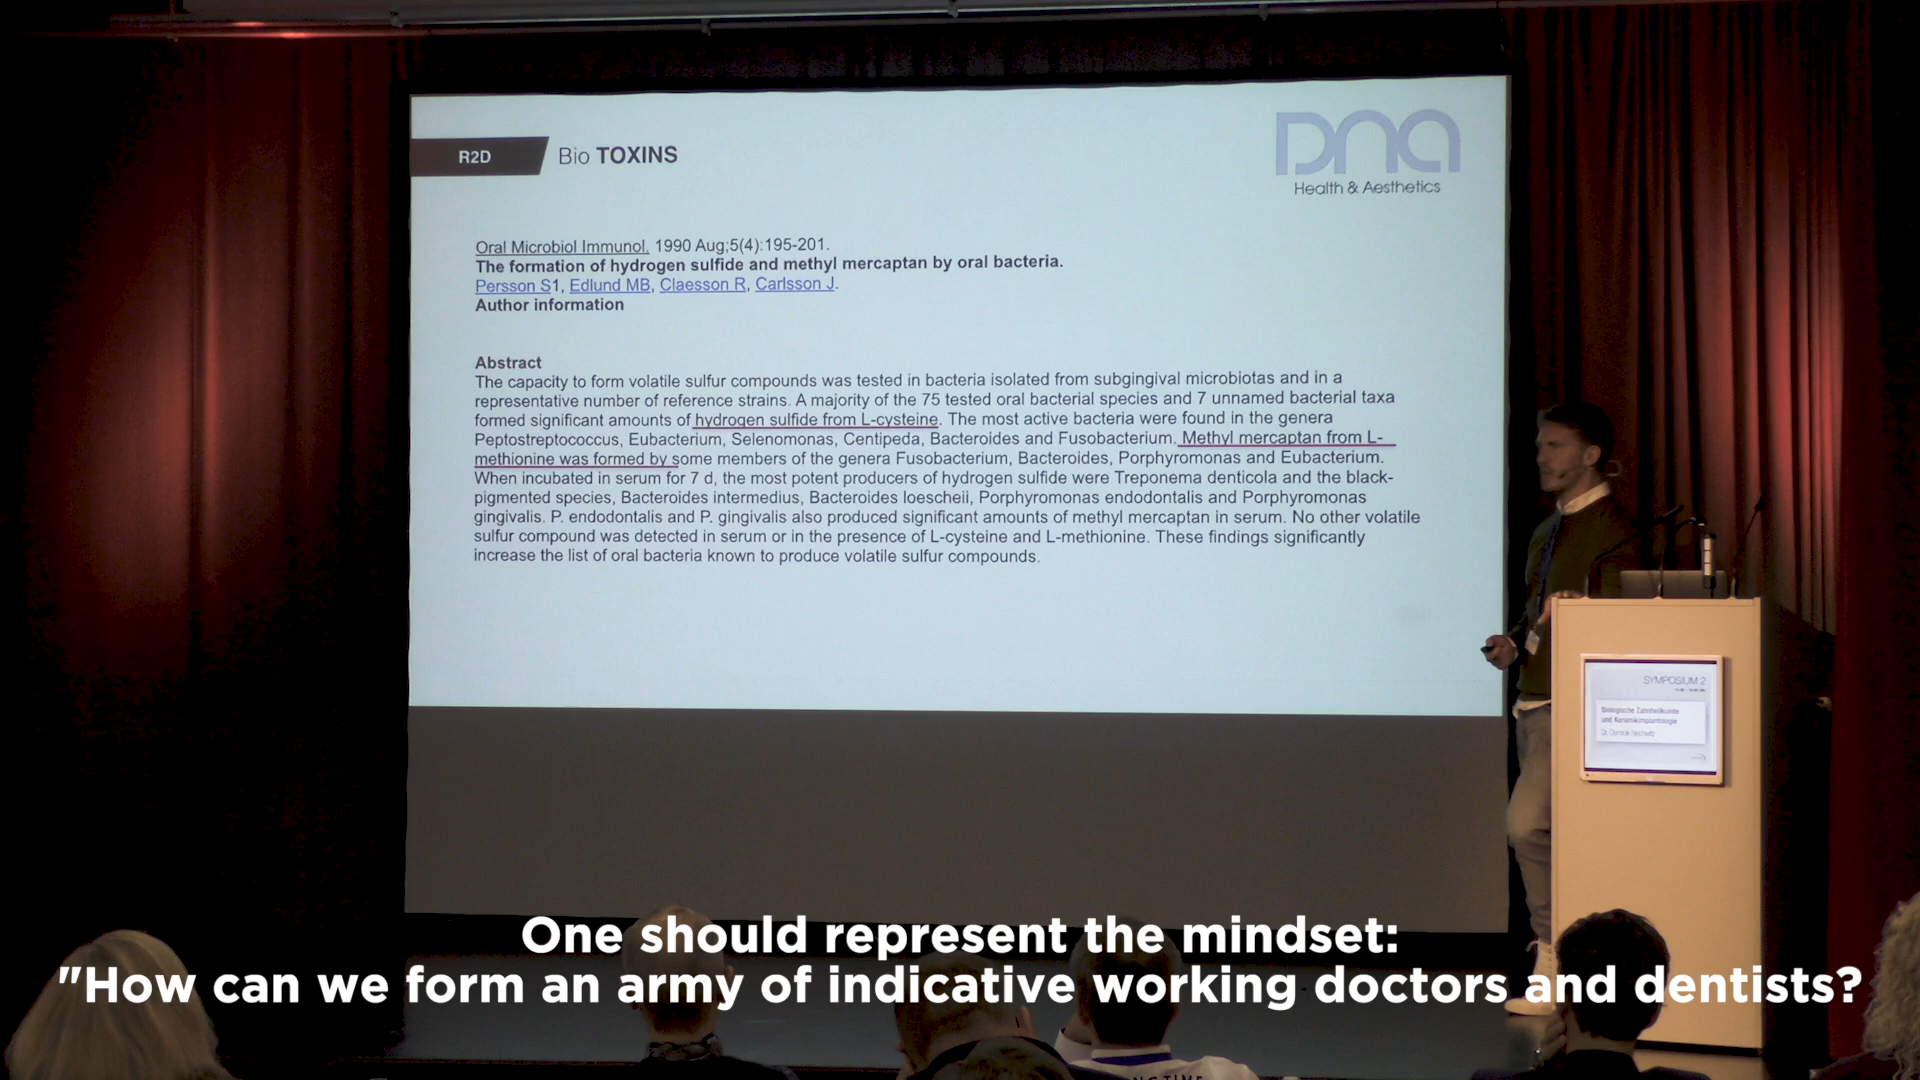 R2D
Bio TOXINS
DNA
Health & Aesthetics
Oral Microbiol Immunol. 1990 Aug;5(4):195-201.
The formation of hydrogen sulfide and methyl mercaptan by oral bacteria.
Persson S1, Edlund MB, Claesson R, Carlsson J.
Author information
Abstract
The capacity to form volatile sulfur compounds was tested in bacteria isolated from subgingival microbiotas and in a
representative number of reference strains. A majority of the 75 tested oral bacterial species and 7 unnamed bacterial taxa
formed significant amounts of hydrogen sulfide from L-cysteine. The most active bacteria were found in the genera
Peptostreptococcus, Eubacterium, Selenomonas, Centipeda, Bacteroides and Fusobacterium. Methyl mercaptan from L-
methionine was formed by some members of the genera Fusobacterium, Bacteroides, Porphyromonas and Eubacterium.
When incubated in serum for 7 d, the most potent producers of hydrogen sulfide were Treponema denticola and the black-
pigmented species, Bacteroides intermedius, Bacteroides loescheii, Porphyromonas endodontalis and Porphyromonas
gingivalis. P. endodontalis and P. gingivalis also produced significant amounts of methyl mercaptan in serum. No other volatile
sulfur compound was detected in serum or in the presence of L-cysteine and L-methionine. These findings significantly
increase the list of oral bacteria known to produce volatile sulfur compounds.
SYMPOSIUM 2
Biologische Zahnheilkunde
und Keramikimplantologie
Dr. Dominik Nischwitz
One should represent the mindset:
"How can we form an army of indicative working doctors and dentists?